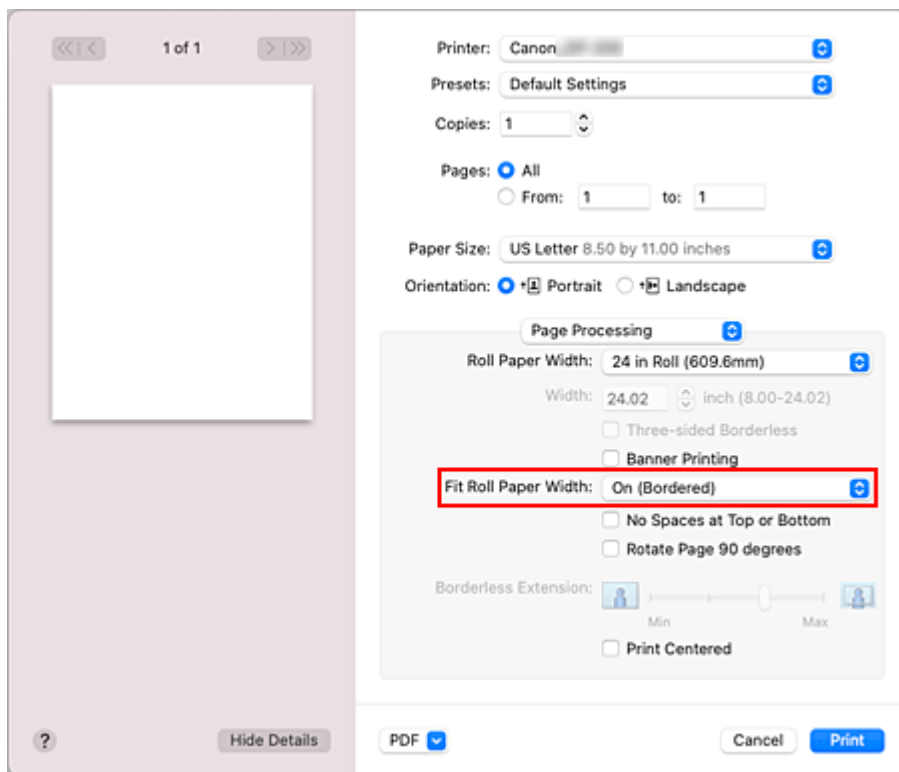 1 of 1
Printer: Canon
Presets: Default Settings
Copies: 1
Pages: All
From: 1 to: 1
Paper Size: US Letter 8.50 by 11.00 inches
Orientation: Portrait Landscape
Page Processing
Roll Paper Width: 24 in Roll (609.6mm)
Width: 24.02 inch (8.00-24.02)
Three-sided Borderless
Banner Printing
Fit Roll Paper Width: On (Bordered)
No Spaces at Top or Bottom
Rotate Page 90 degrees
Borderless Extension:
Min Max
Print Centered
? Hide Details PDF Cancel Print